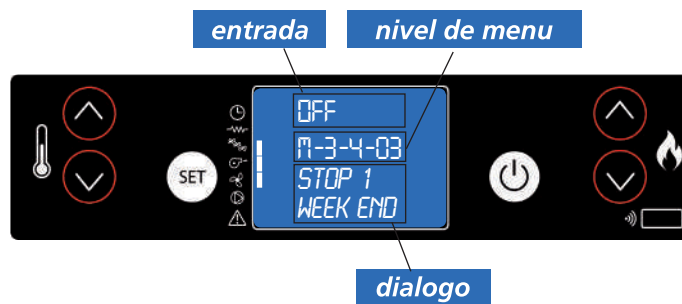 entrada
nivel de menu
OFF
M-3-4-03
SET
STOP 1
WEEK END
dialogo